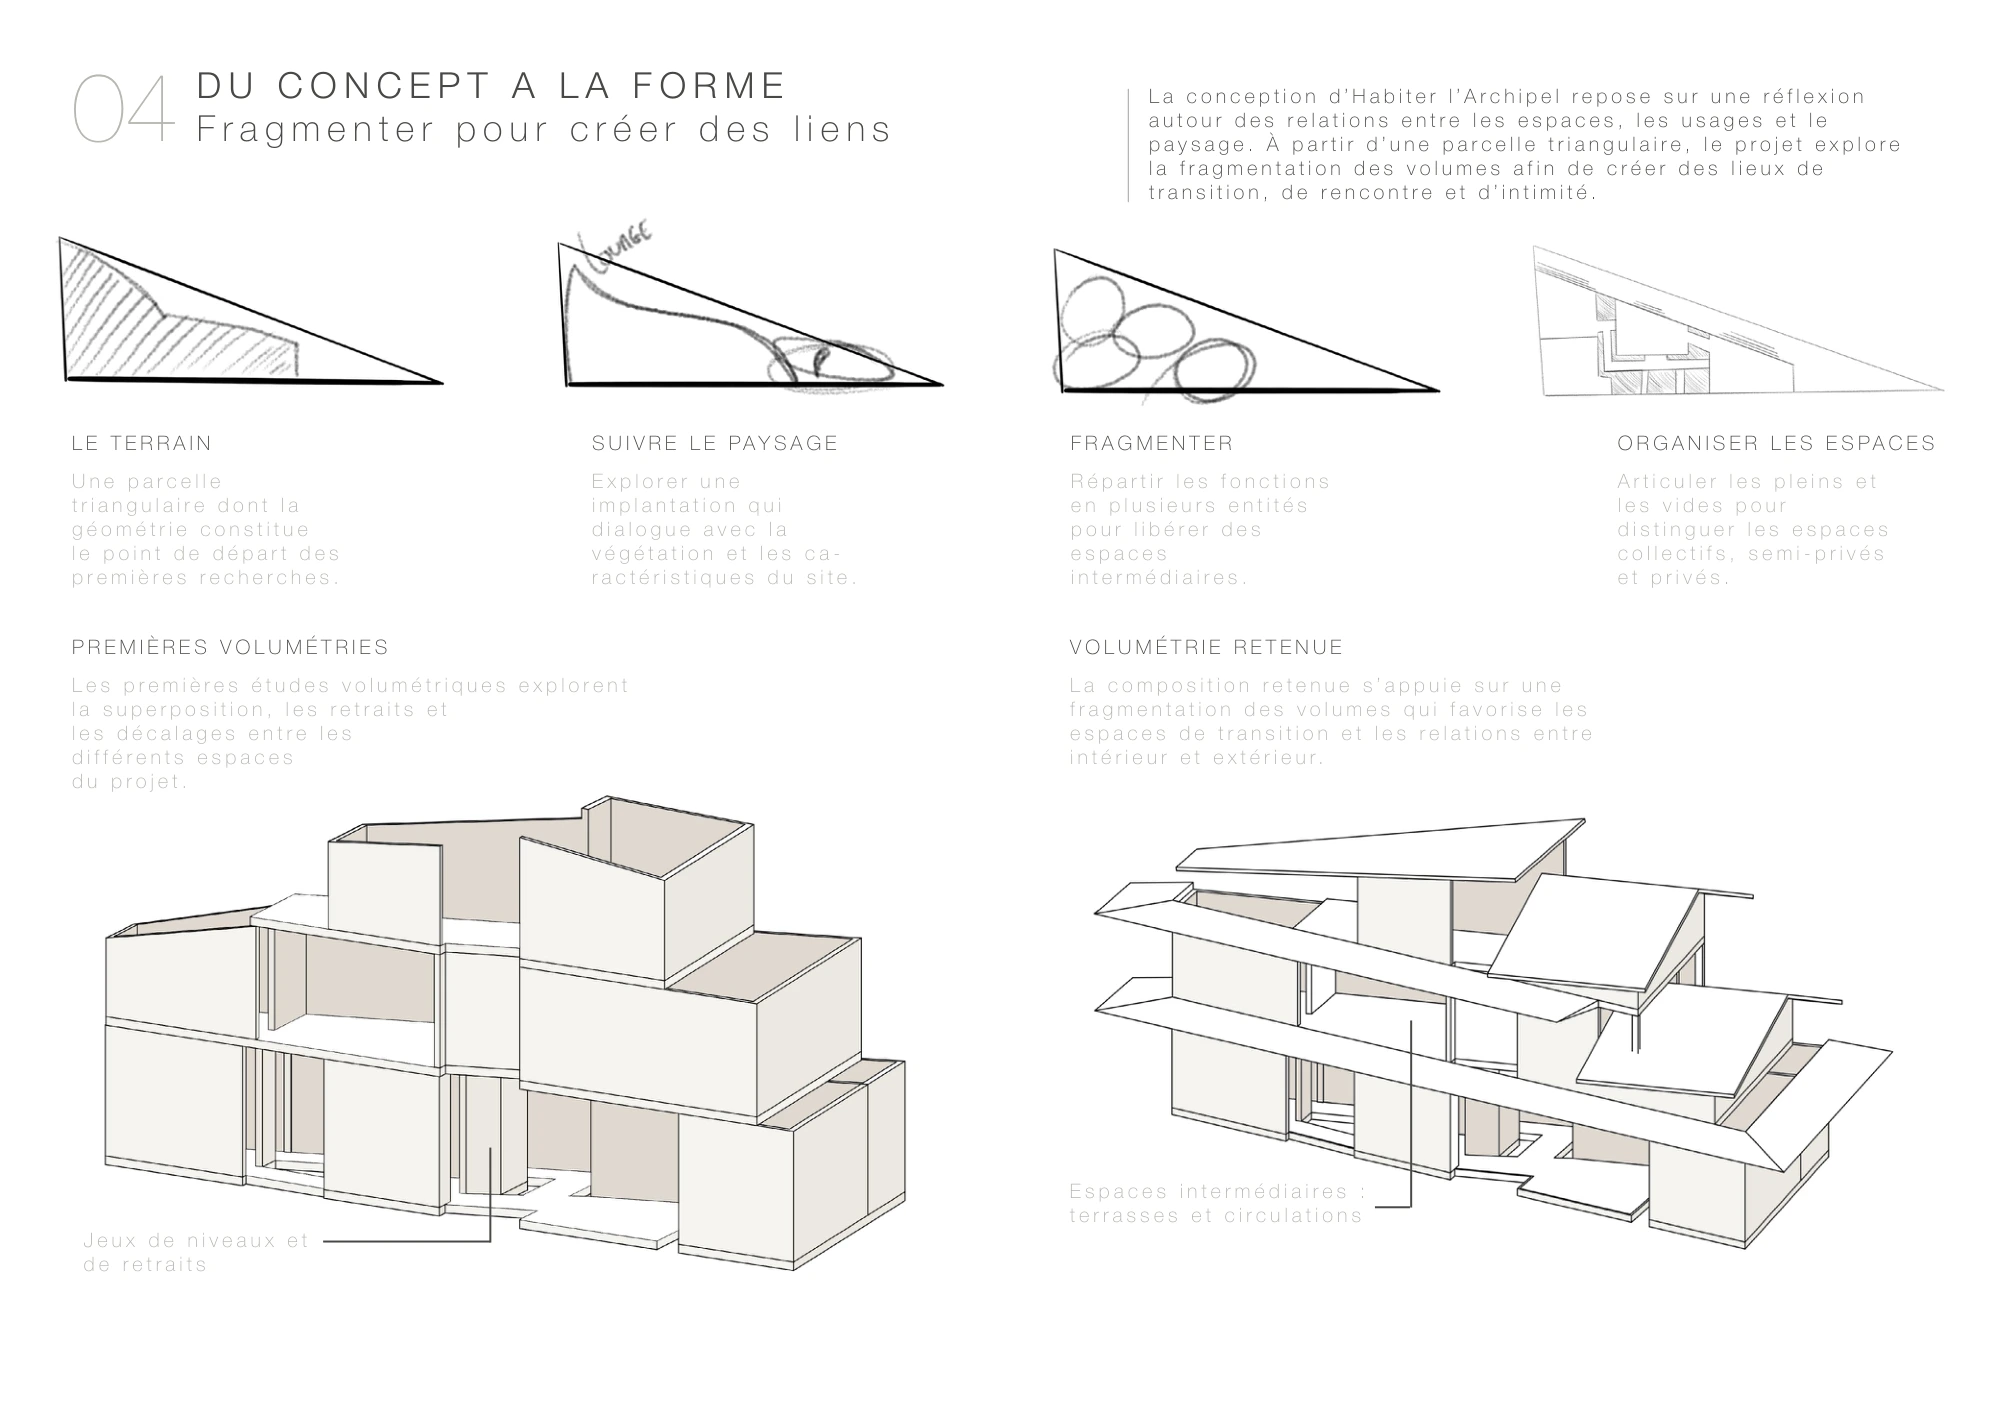 04
DU CONCEPT A LA FORME
Fragmenter pour créer des liens
La conception d'Habiter l'Archipel repose sur une réflexion
autour des relations entre les espaces, les usages et le
paysage. À partir d'une parcelle triangulaire, le projet explore
la fragmentation des volumes afin de créer des lieux de
transition, de rencontre et d'intimité.
LE TERRAIN
Une parcelle
triangulaire dont la
géométrie constitue
le point de départ des
premières recherches.
SUIVRE LE PAYSAGE
Explorer une
implantation qui
dialogue avec la
végétation et les ca-
ractéristiques du site.
FRAGMENTER
Répartir les fonctions
en plusieurs entités
pour libérer des
espaces
intermédiaires.
ORGANISER LES ESPACES
Articuler les pleins et
les vides pour
distinguer les espaces
collectifs, semi-privés
et privés.
PREMIÈRES VOLUMÉTRIES
Les premières études volumétriques explorent
la superposition, les retraits et
les décalages entre les
différents espaces
du projet.
Jeux de niveaux et
de retraits
VOLUMÉTRIE RETENUE
La composition retenue s'appuie sur une
fragmentation des volumes qui favorise les
espaces de transition et les relations entre
intérieur et extérieur.
Espaces intermédiaires :
terrasses et circulations